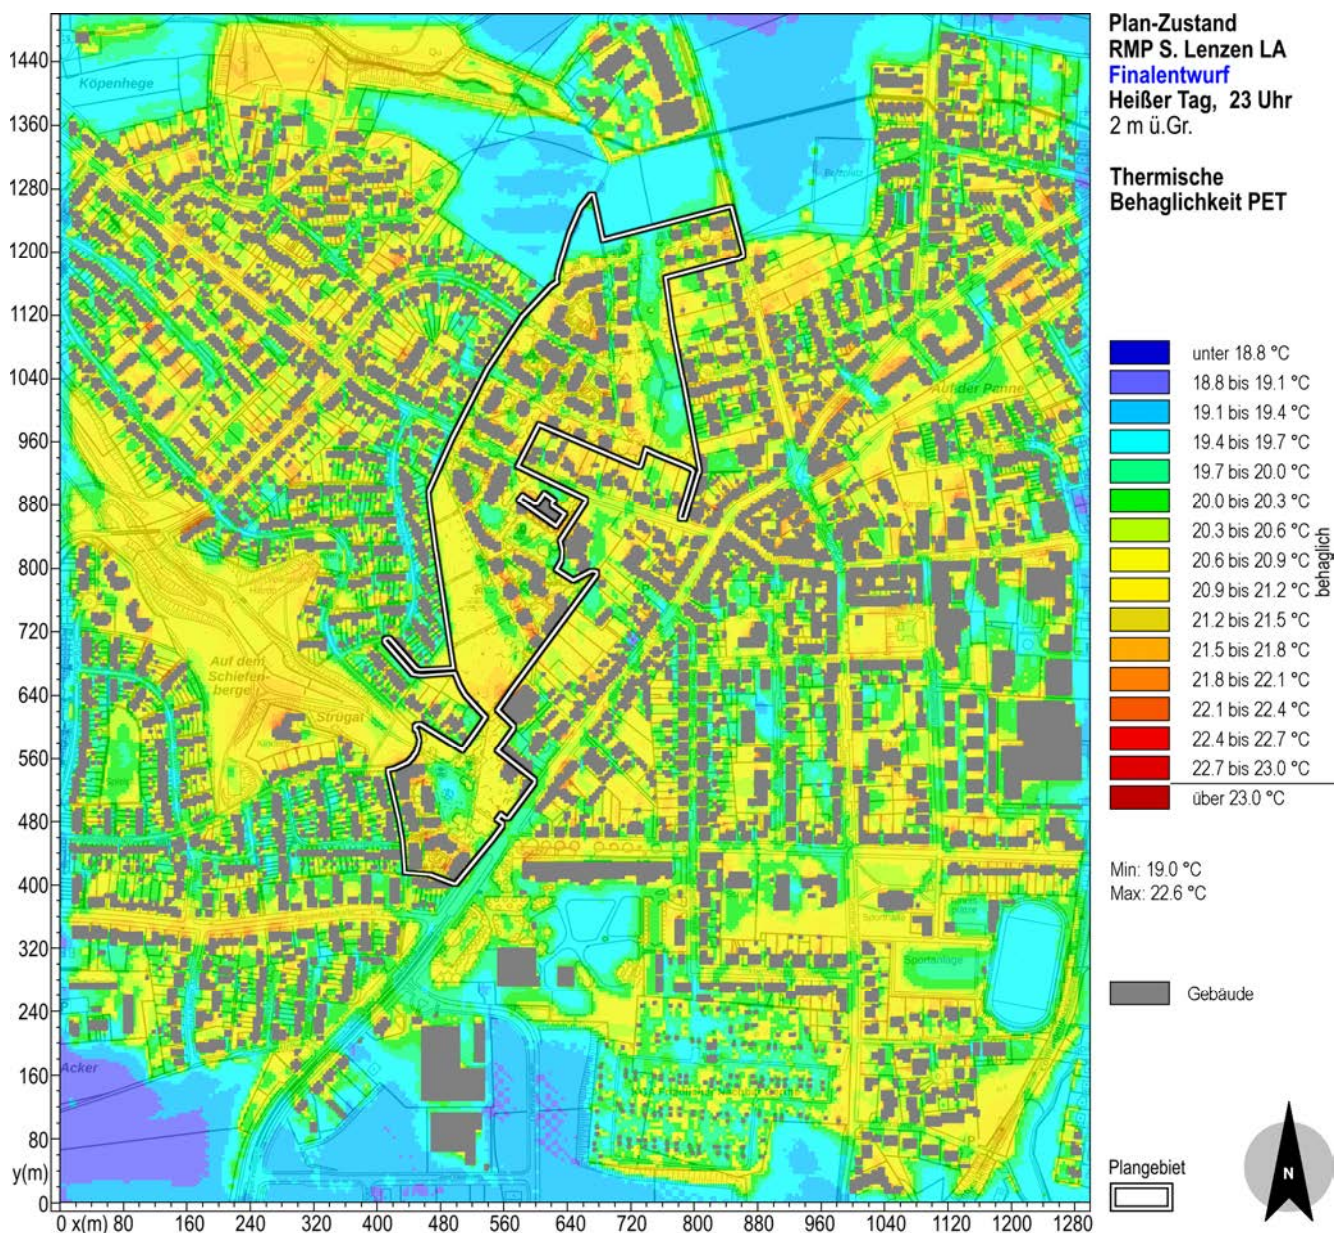 Plan-Zustand
RMP S. Lenzen LA
Finalentwurf
Heißer Tag, 23 Uhr
2 m ü.Gr.
Thermische
Behaglichkeit PET
unter 18.8 °C
18.8 bis 19.1 °C
19.1 bis 19.4 °C
19.4 bis 19.7 °C
19.7 bis 20.0 °C
20.0 bis 20.3 °C
20.3 bis 20.6 °C
20.6 bis 20.9 °C
20.9 bis 21.2 °C
21.2 bis 21.5 °C
21.5 bis 21.8 °C
21.8 bis 22.1 °C
22.1 bis 22.4 °C
22.4 bis 22.7 °C
22.7 bis 23.0 °C
über 23.0 °C
behaglich
Min: 19.0 °C
Max: 22.6 °C
Gebäude
Plangebiet
N
1440
1360
1280
1200
1120
1040
960
880
800
720
640
560
480
400
320
240
160
80
y(m)
0
0 x(m) 80 160 240 320 400 480 560 640 720 800 880 960 1040 1120 1200 1280
Köpenhege
Auf der Panne
Auf dem
Schiefen-
berge
Strügat
Sportanlage
Acker